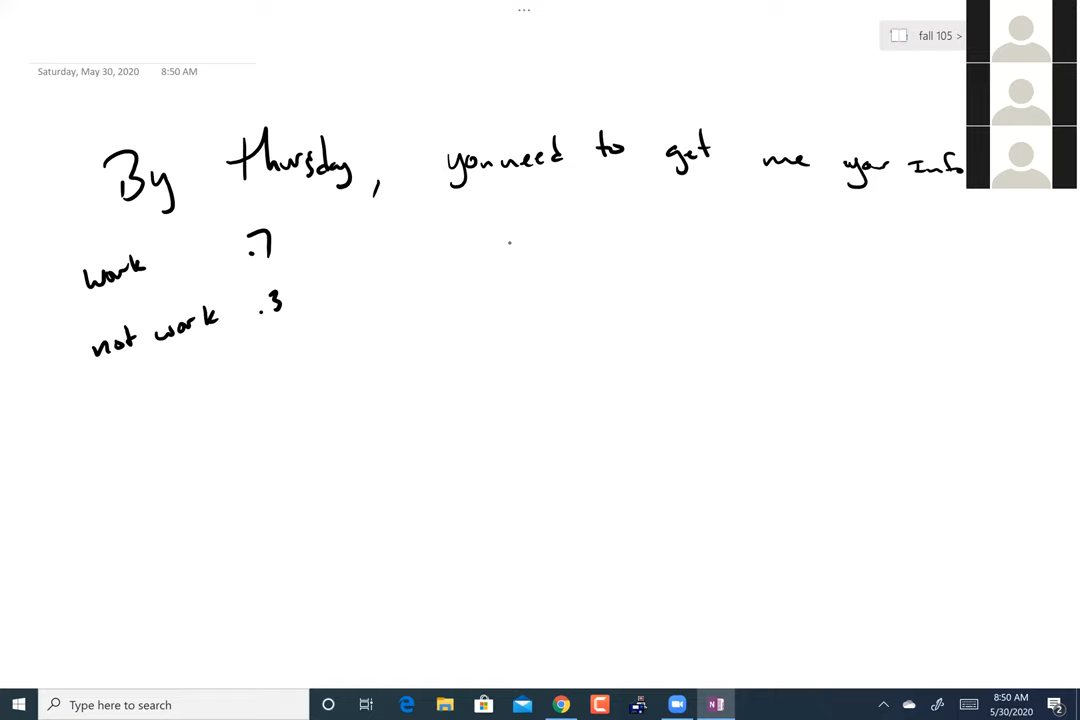 fall 105 >
Saturday, May 30, 2020 8:50 AM
By thursday, you need to get me your Info
work .7
not work .3
Type here to search
8:50 AM
5/30/2020
2